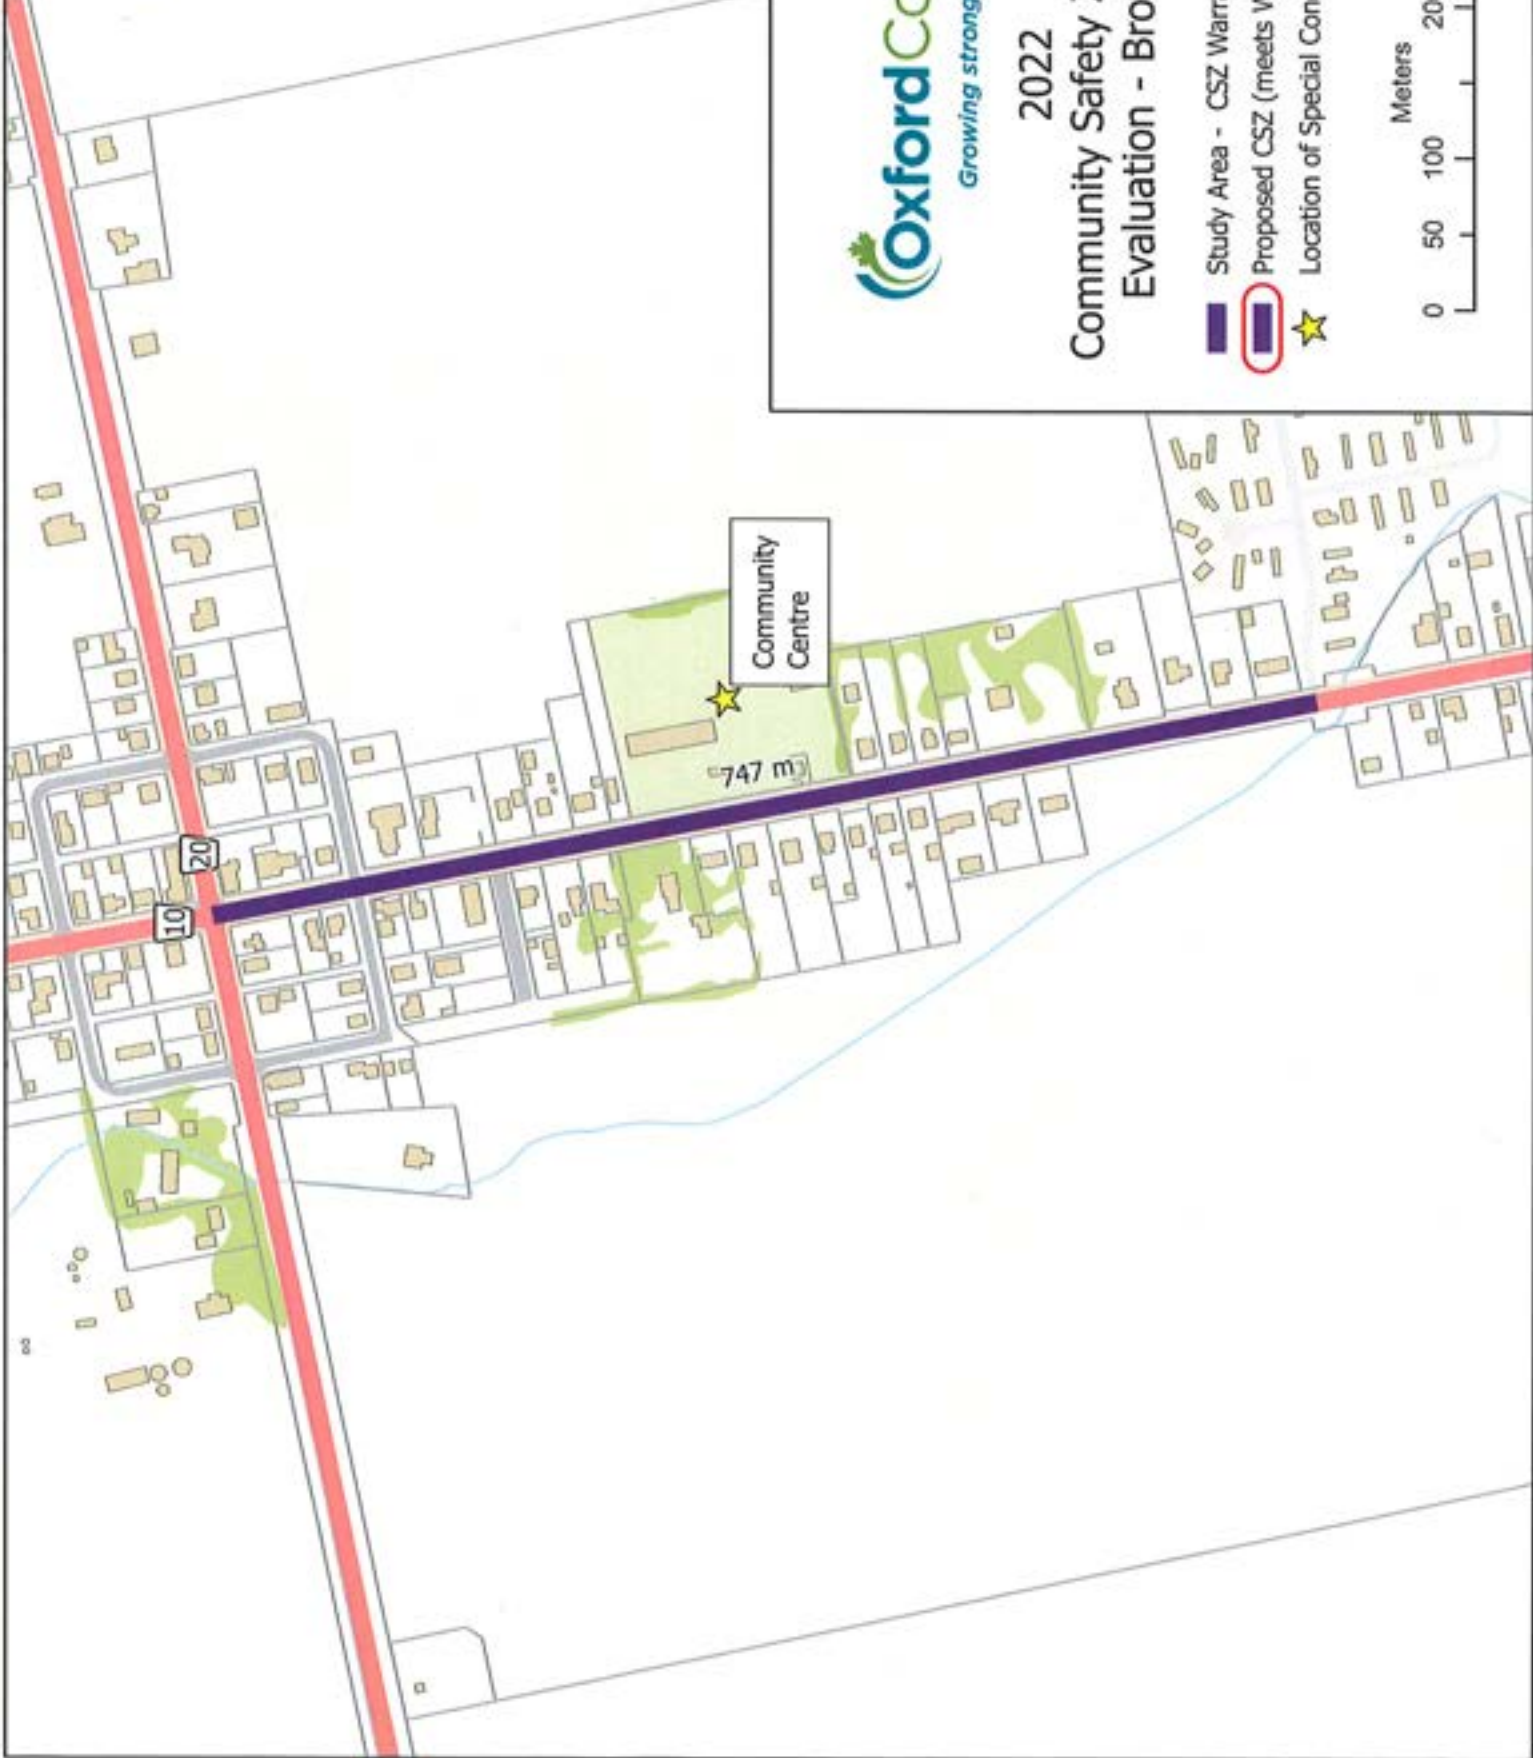 10
20
747 m
Community
Centre
OxfordCo
Growing strong
2022
Community Safety
Evaluation - Bro
Study Area - CSZ Warr
Proposed CSZ (meets W
Location of Special Con
Meters
0 50 100 20